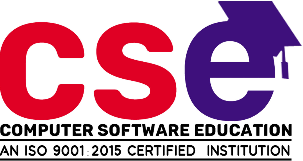 cse
COMPUTER SOFTWARE EDUCATION
AN ISO 9001:2015 CERTIFIED INSTITUTION